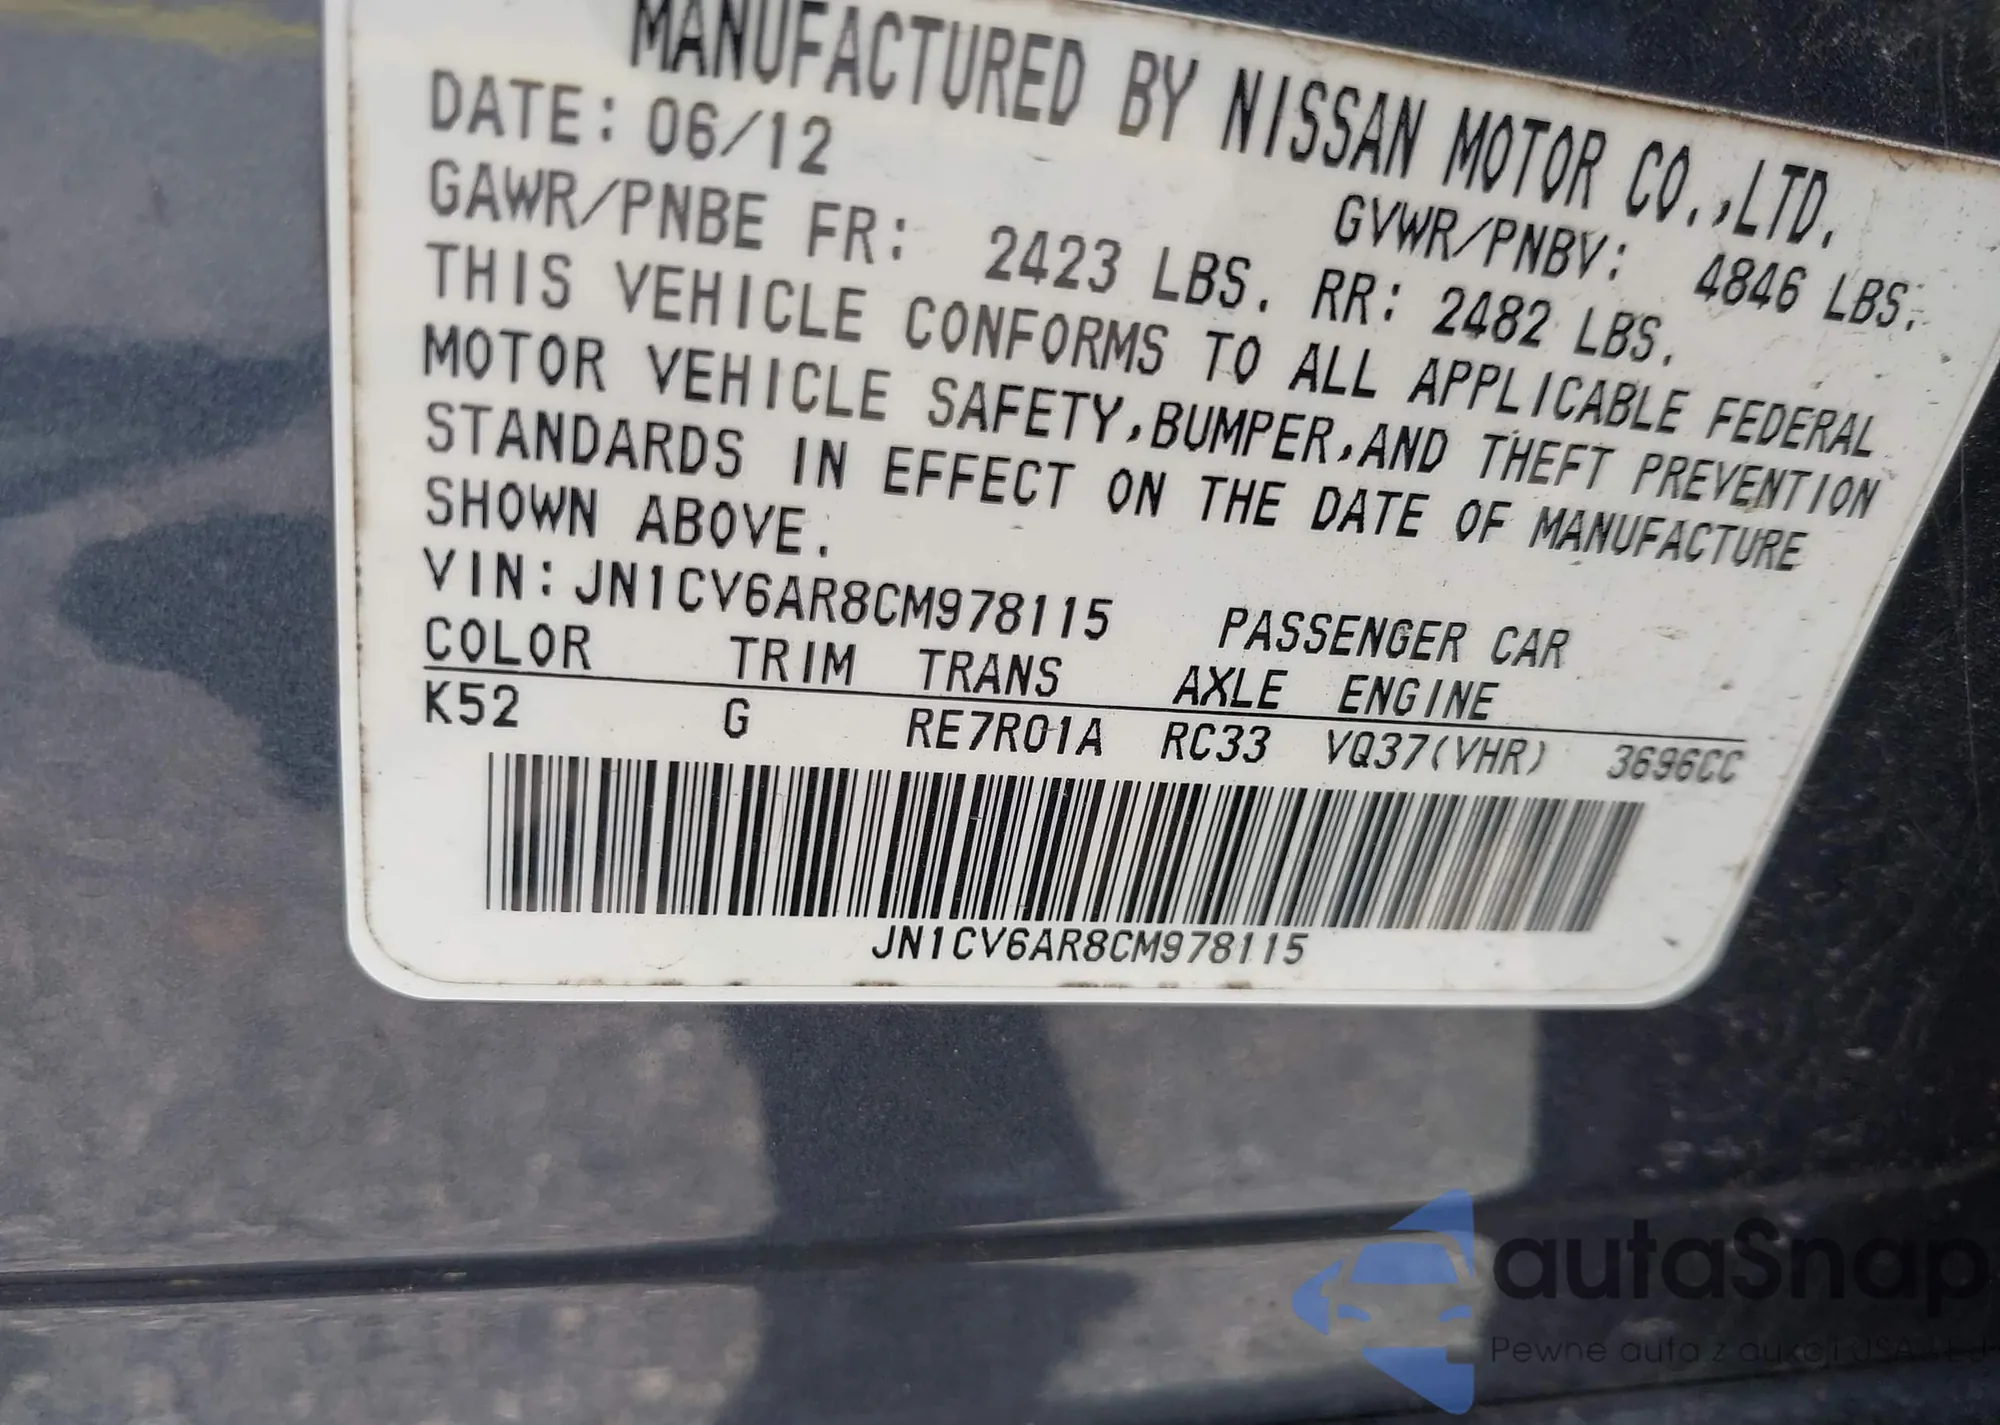 MANUFACTURED BY NISSAN MOTOR CO.,LTD.
DATE: 06/12 GVWR/PNBV: 4846 LBS.
GAWR/PNBE FR: 2423 LBS. RR: 2482 LBS.
THIS VEHICLE CONFORMS TO ALL APPLICABLE FEDERAL
MOTOR VEHICLE SAFETY,BUMPER,AND THEFT PREVENTION
STANDARDS IN EFFECT ON THE DATE OF MANUFACTURE
SHOWN ABOVE.
VIN: JN1CV6AR8CM978115 PASSENGER CAR
COLOR TRIM TRANS AXLE ENGINE
K52 G RE7R01A RC33 VQ37(VHR) 3696CC
JN1CV6AR8CM978115
autaSnap
Pewne auta z